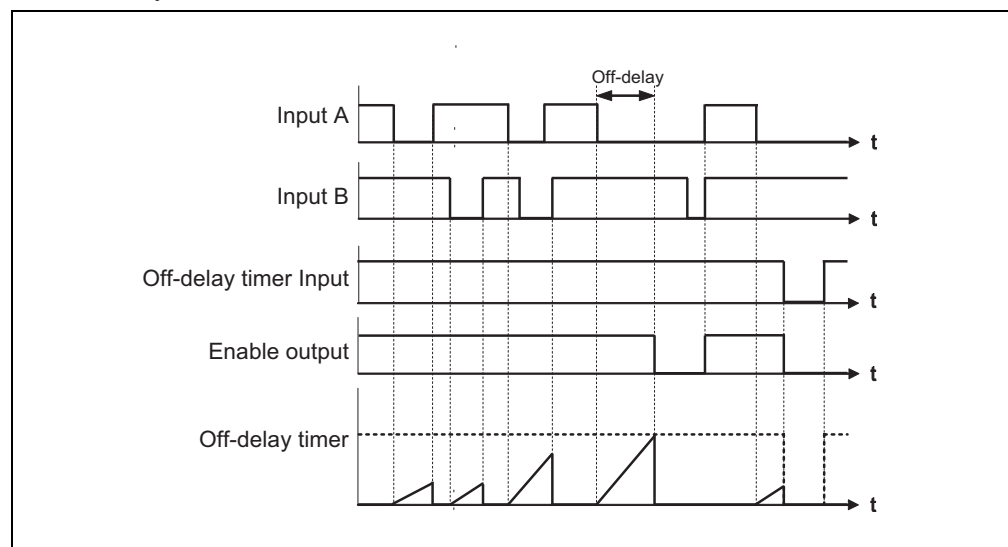 Off-delay
Input A
t
Input B
t
Off-delay timer Input
t
Enable output
t
Off-delay timer
t